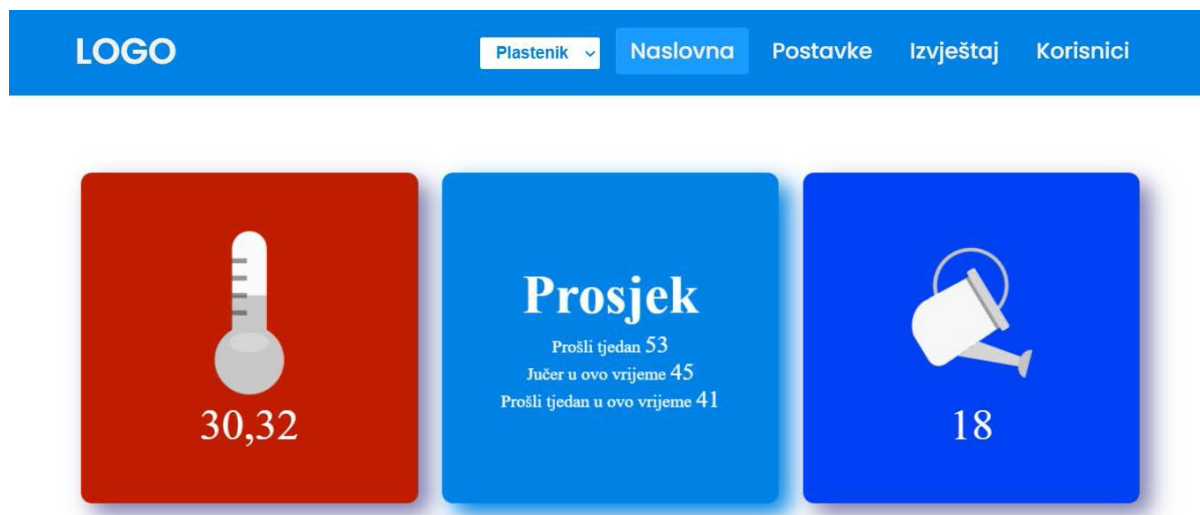 LOGO
Plastenik
Naslovna
Postavke
Izvještaj
Korisnici
30,32
Prosjek
Prošli tjedan 53
Jučer u ovo vrijeme 45
Prošli tjedan u ovo vrijeme 41
18